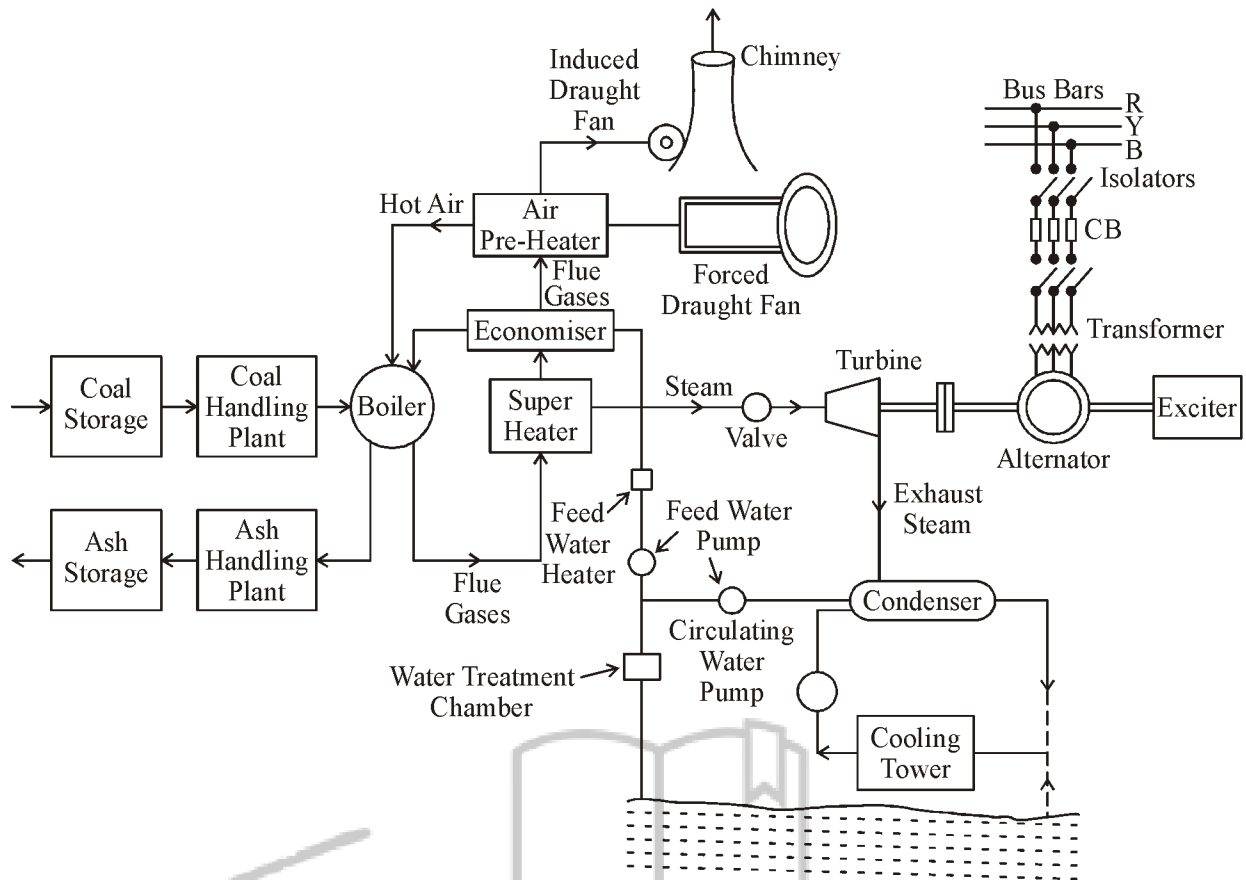 Induced
Draught
Fan
Chimney
Bus Bars
R
Y
B
Isolators
CB
Hot Air
Air
Pre-Heater
Forced
Draught Fan
Flue
Gases
Economiser
Transformer
Turbine
Coal
Storage
Coal
Handling
Plant
Boiler
Super
Heater
Steam
Valve
Alternator
Exciter
Ash
Storage
Ash
Handling
Plant
Flue
Gases
Feed
Water
Heater
Feed Water
Pump
Exhaust
Steam
Condenser
Circulating
Water
Pump
Water Treatment
Chamber
Cooling
Tower